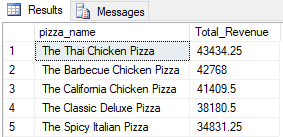 Results Messages
pizza_name Total_Revenue
1 The Thai Chicken Pizza 43434.25
2 The Barbecue Chicken Pizza 42768
3 The California Chicken Pizza 41409.5
4 The Classic Deluxe Pizza 38180.5
5 The Spicy Italian Pizza 34831.25